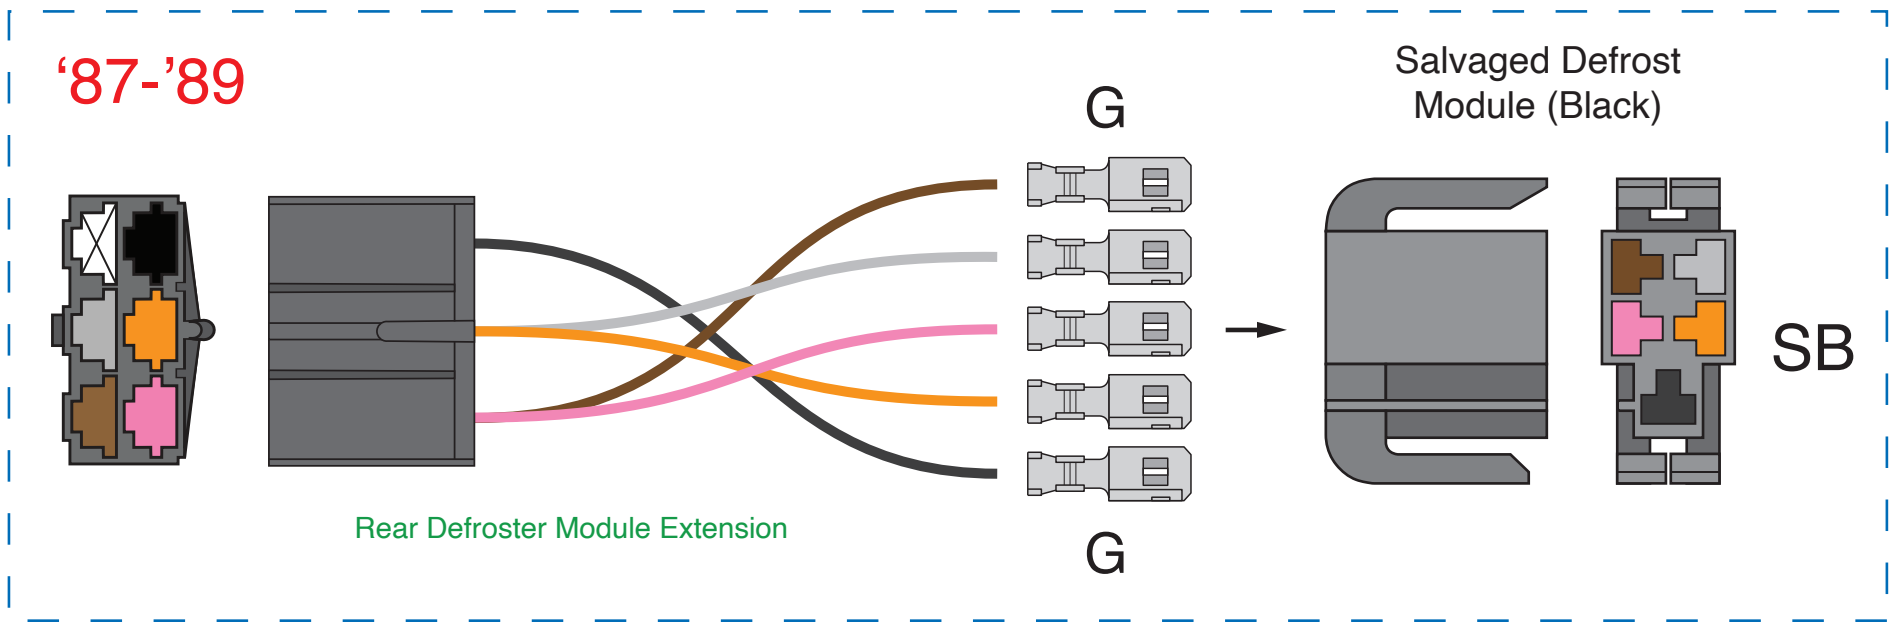 ‘87-’89
Salvaged Defrost
Module (Black)
G
SB
Rear Defroster Module Extension
G